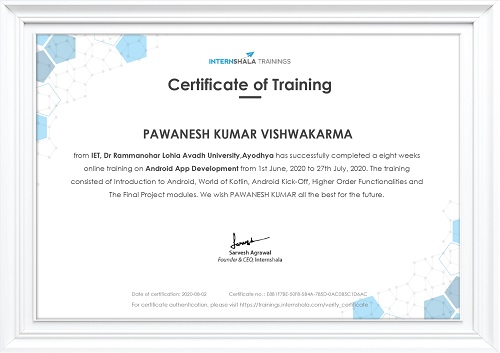 INTERNSHALA TRAININGS
Certificate of Training
PAWANESH KUMAR VISHWAKARMA
from IET, Dr Rammanohar Lohia Avadh University,Ayodhya has successfully completed a eight weeks
online training on Android App Development from 1st June, 2020 to 27th July, 2020. The training
consisted of Introduction to Android, World of Kotlin, Android Kick-Off, Higher Order Functionalities and
The Final Project modules. We wish PAWANESH KUMAR all the best for the future.
Sarvesh Agrawal
Founder & CEO, Internshala
Date of certification: 2020-08-02 Certificate no. :
For certificate authentication, please visit https://trainings.internshala.com/verify_certificate